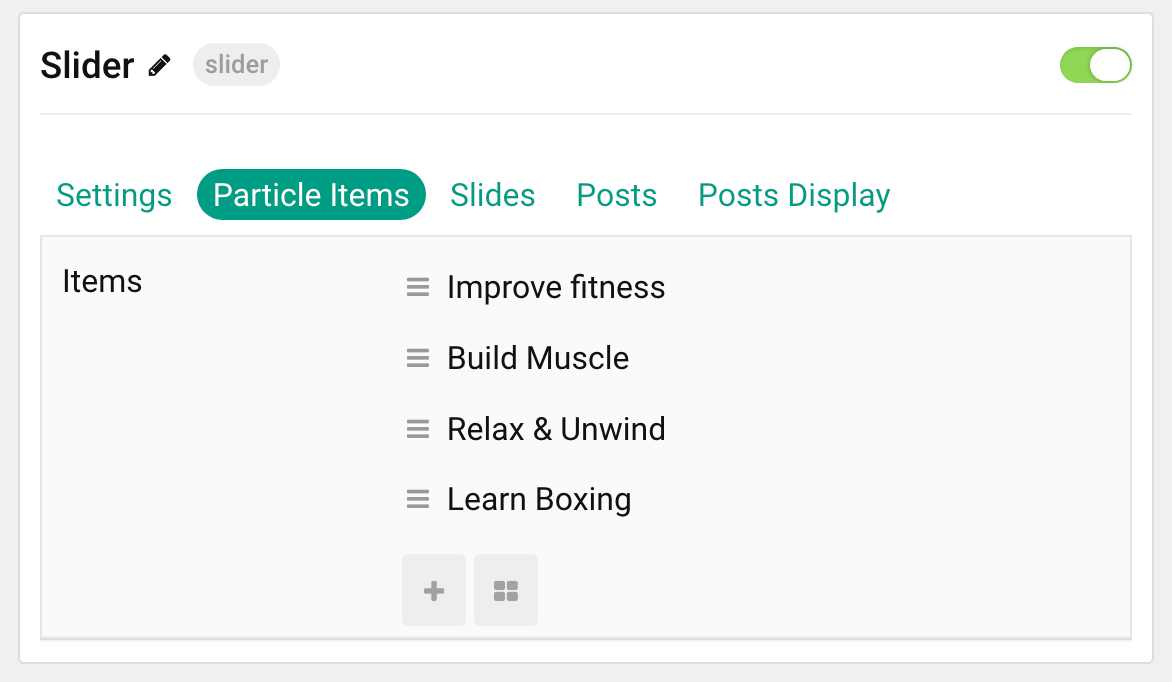 Slider slider
Settings Particle Items Slides Posts Posts Display
Items
Improve fitness
Build Muscle
Relax & Unwind
Learn Boxing